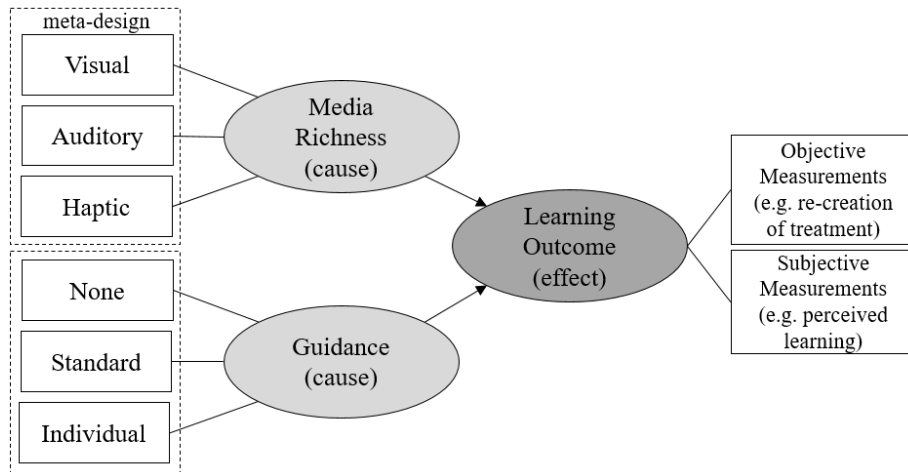 meta-design
Visual
Auditory
Haptic
Media
Richness
(cause)
None
Standard
Individual
Guidance
(cause)
Learning
Outcome
(effect)
Objective
Measurements
(e.g. re-creation
of treatment)
Subjective
Measurements
(e.g. perceived
learning)